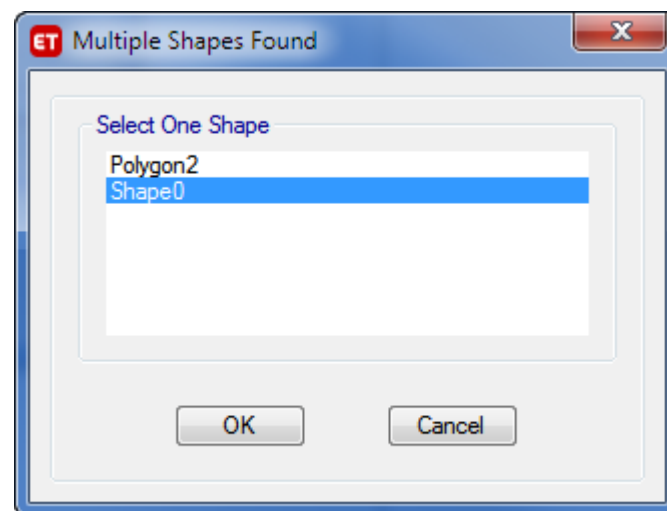 ET Multiple Shapes Found
Select One Shape
Polygon2
Shape0
OK Cancel